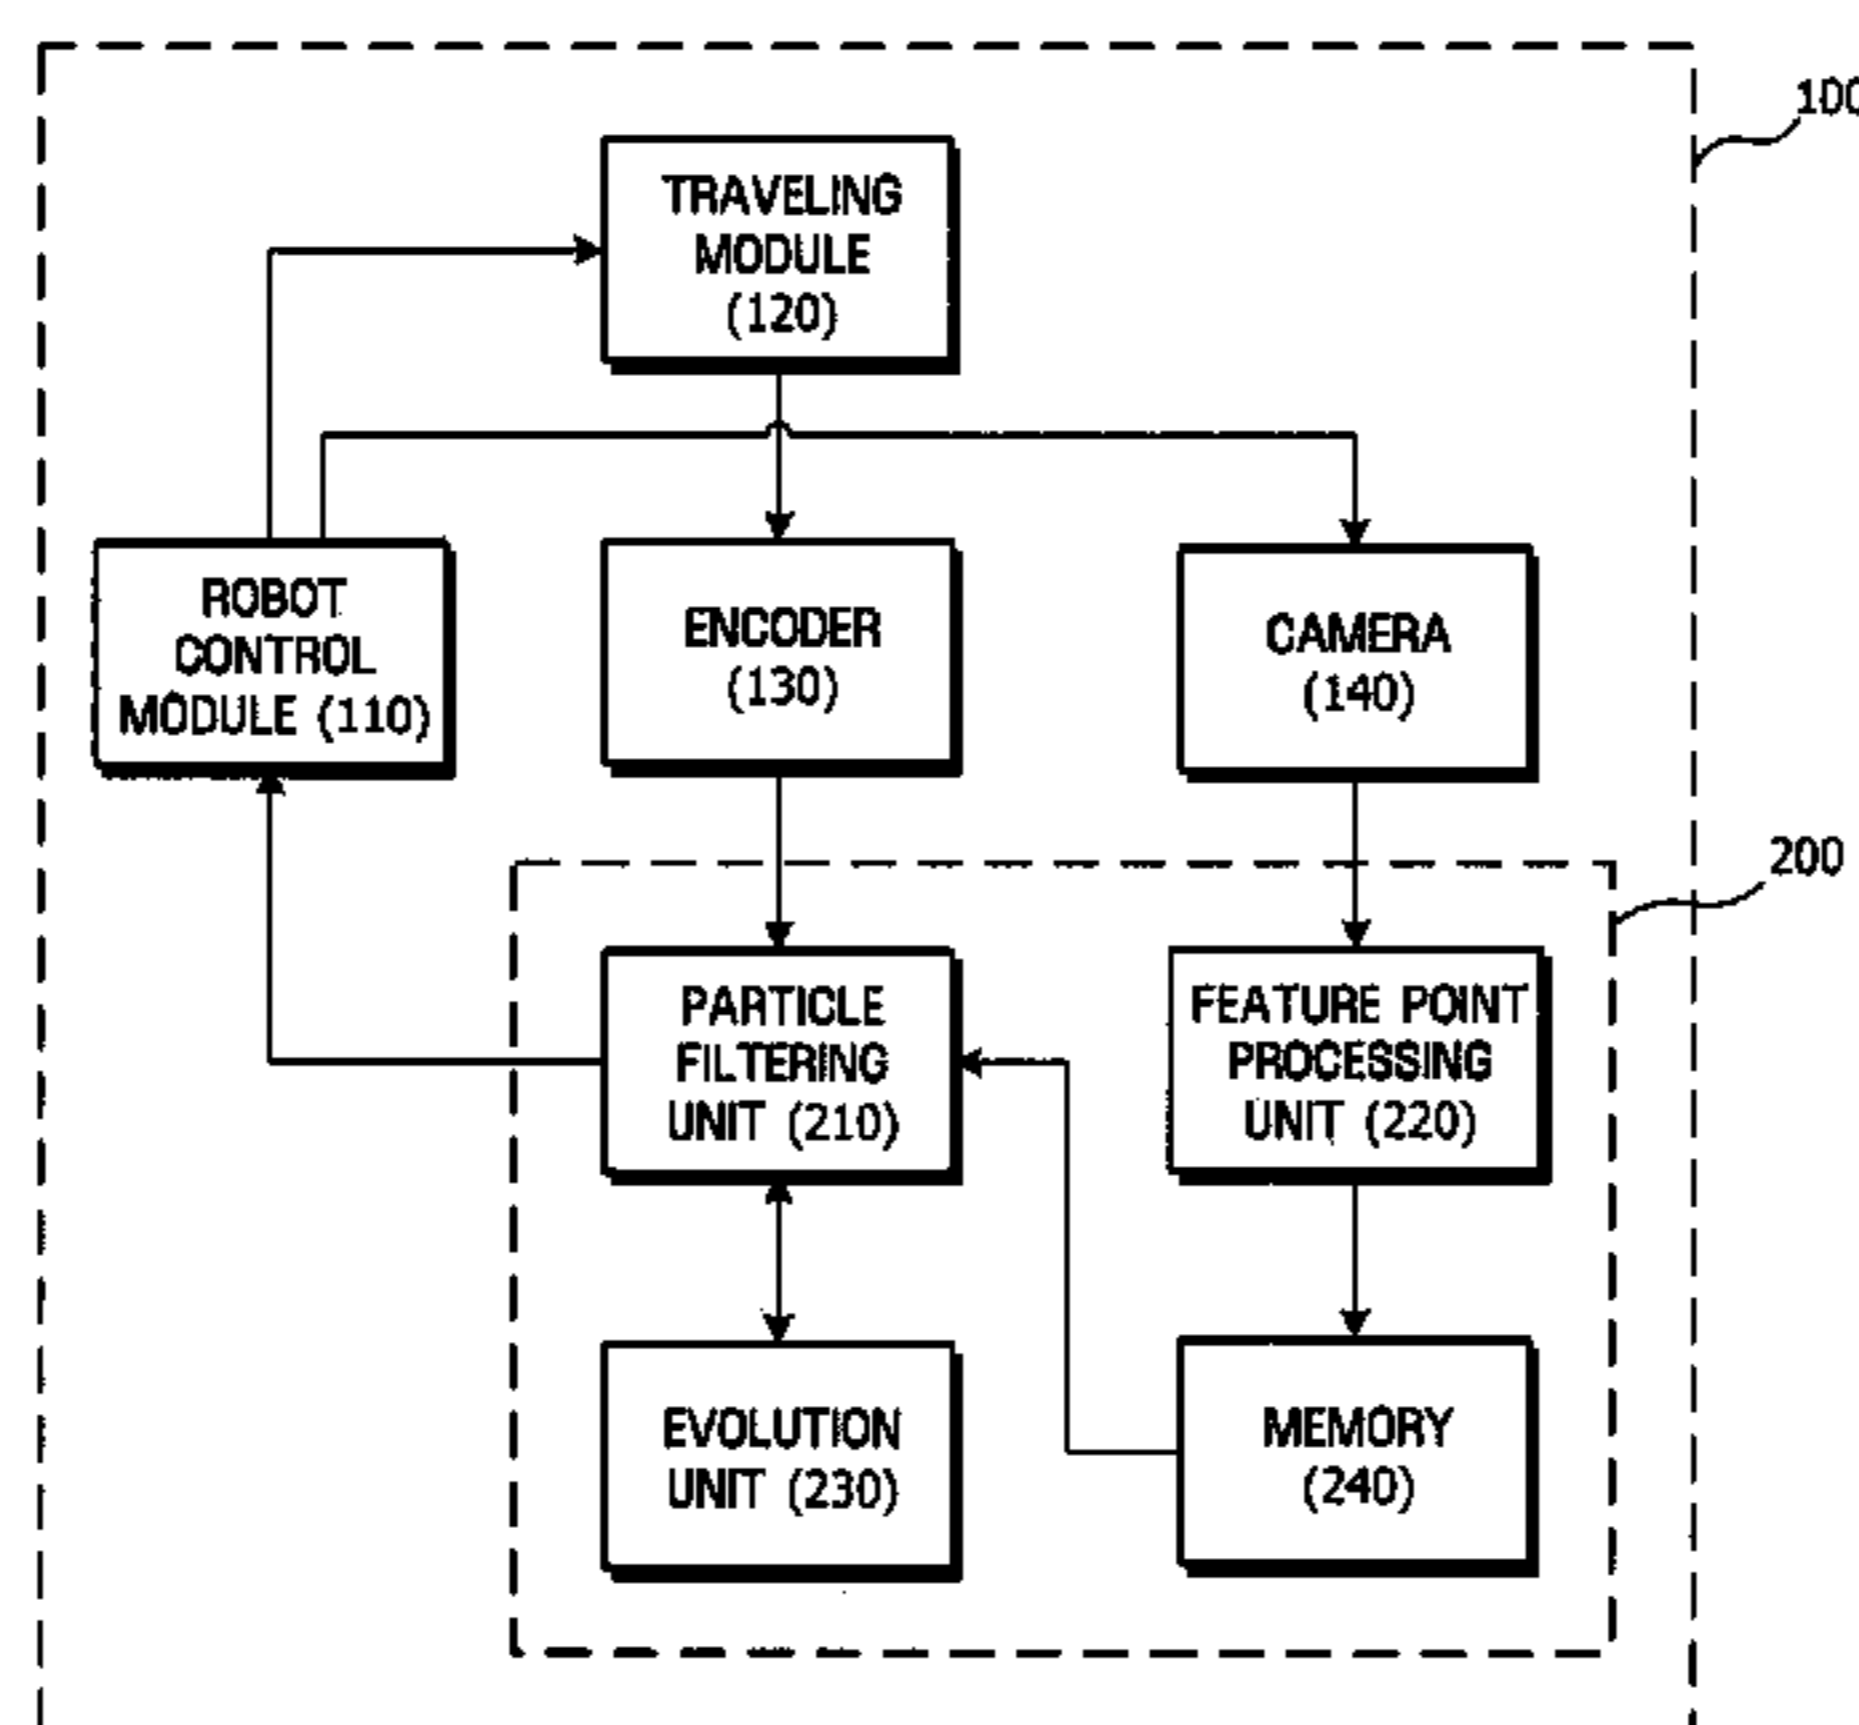 100
TRAVELING
MODULE
(120)
ROBOT
CONTROL
MODULE (110)
ENCODER
(130)
CAMERA
(140)
200
PARTICLE
FILTERING
UNIT (210)
FEATURE POINT
PROCESSING
UNIT (220)
EVOLUTION
UNIT (230)
MEMORY
(240)